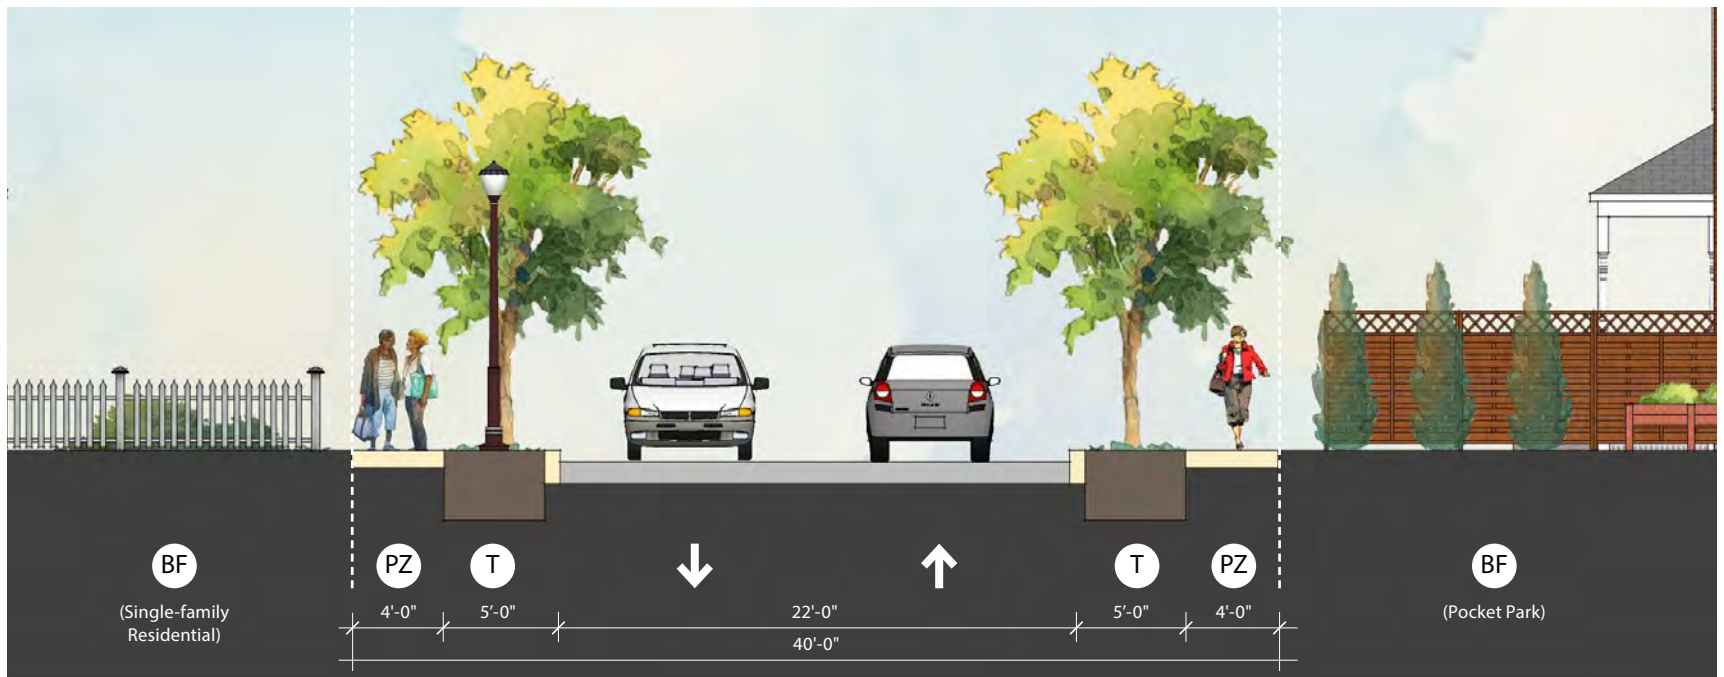 BF
PZ
T
T
PZ
BF
(Single-family
Residential)
4'-0"
5'-0"
22'-0"
5'-0"
4'-0"
(Pocket Park)
40'-0"